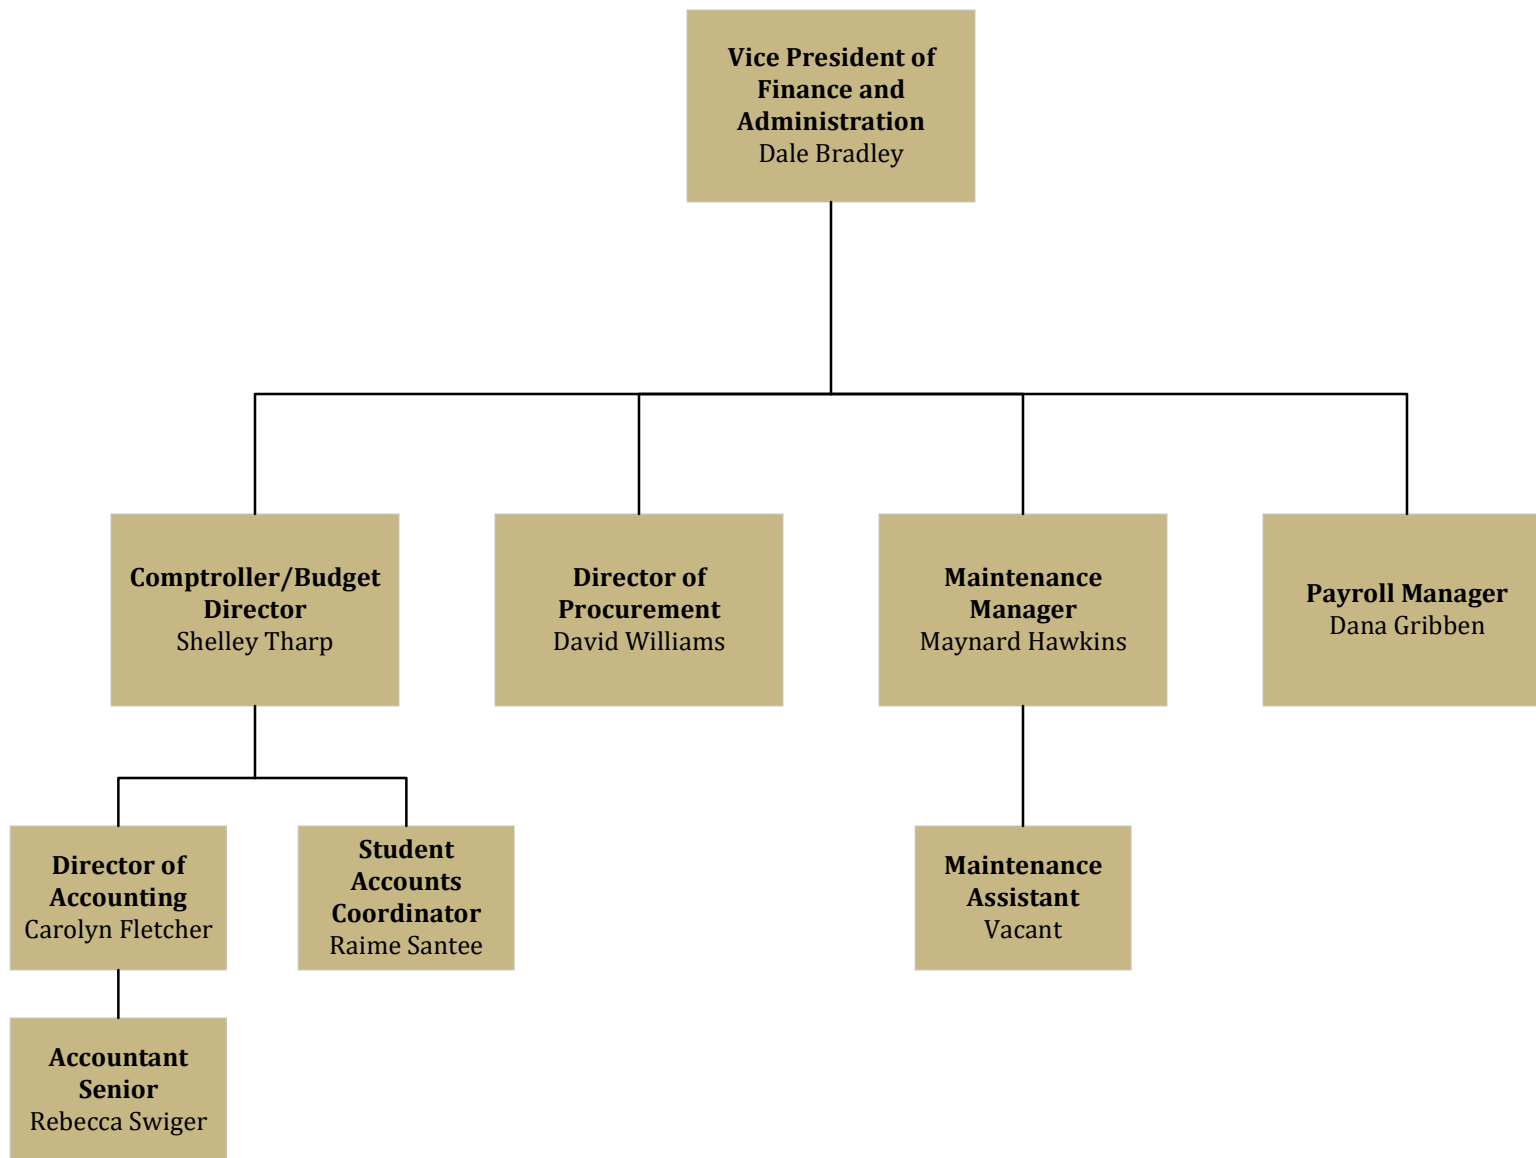 Vice President of
Finance and
Administration
Dale Bradley
Comptroller/Budget
Director
Shelley Tharp
Director of
Procurement
David Williams
Maintenance
Manager
Maynard Hawkins
Payroll Manager
Dana Gribben
Director of
Accounting
Carolyn Fletcher
Student
Accounts
Coordinator
Raime Santee
Maintenance
Assistant
Vacant
Accountant
Senior
Rebecca Swiger